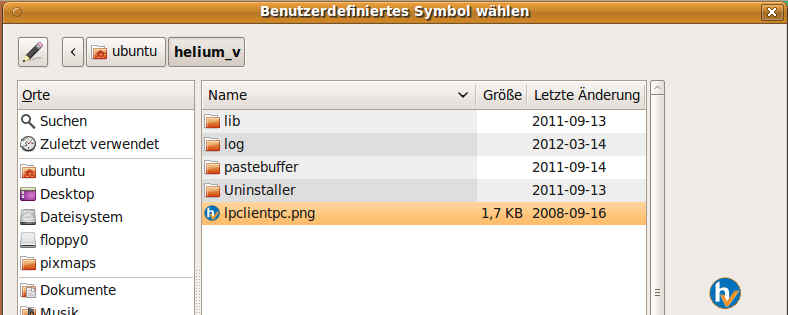 Benutzerdefiniertes Symbol wählen
ubuntu helium_v
Orte
Name Größe Letzte Änderung
Suchen
lib 2011-09-13
Zuletzt verwendet
log 2012-03-14
pastebuffer 2011-09-14
ubuntu
Uninstaller 2011-09-13
Desktop
lpclientpc.png 1,7 KB 2008-09-16
Dateisystem
floppy0
pixmaps
Dokumente
Musik